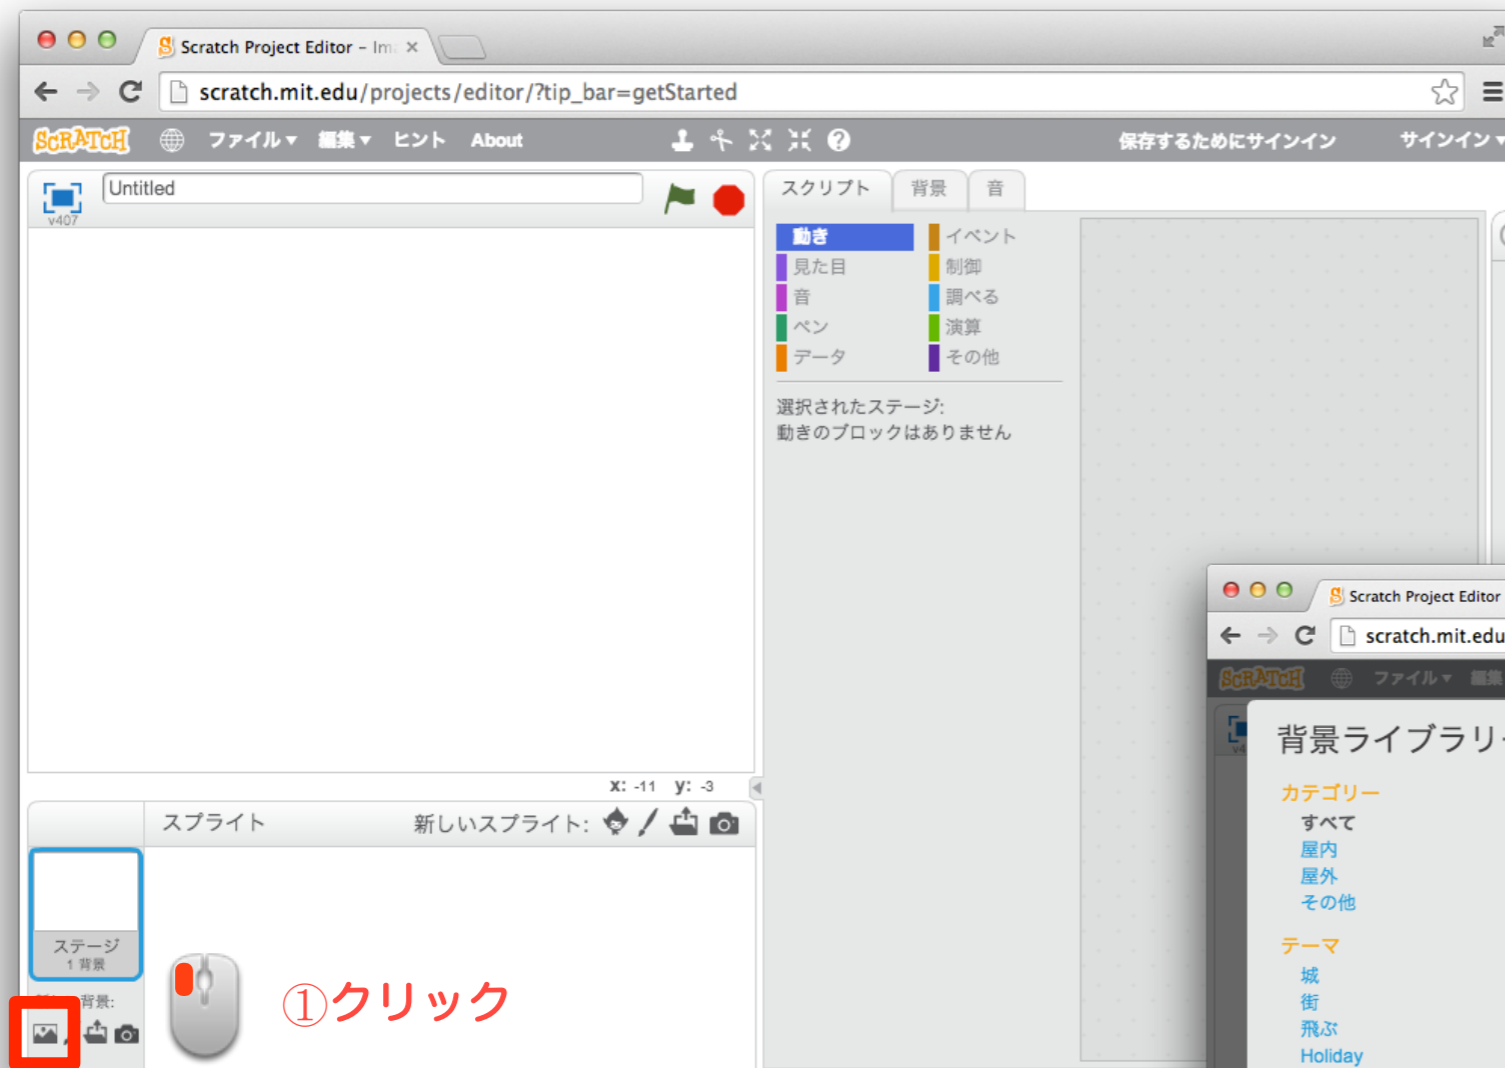 Scratch Project Editor – Im
scratch.mit.edu/projects/editor/?tip_bar=getStarted
SCRATCH ファイル▼ 編集▼ ヒント About 保存するためにサインイン サインイン▼
Untitled
v407
スクリプト 背景 音
動き イベント
見た目 制御
音 調べる
ペン 演算
データ その他
選択されたステージ:
動きのブロックはありません
x: -11 y: -3
スプライト 新しいスプライト:
ステージ
1 背景
背景:
①クリック
Scratch Project Editor
scratch.mit.edu
SCRATCH ファイル▼ 編集
v4
背景ライブラリ
カテゴリー
すべて
屋内
屋外
その他
テーマ
城
街
飛ぶ
Holiday